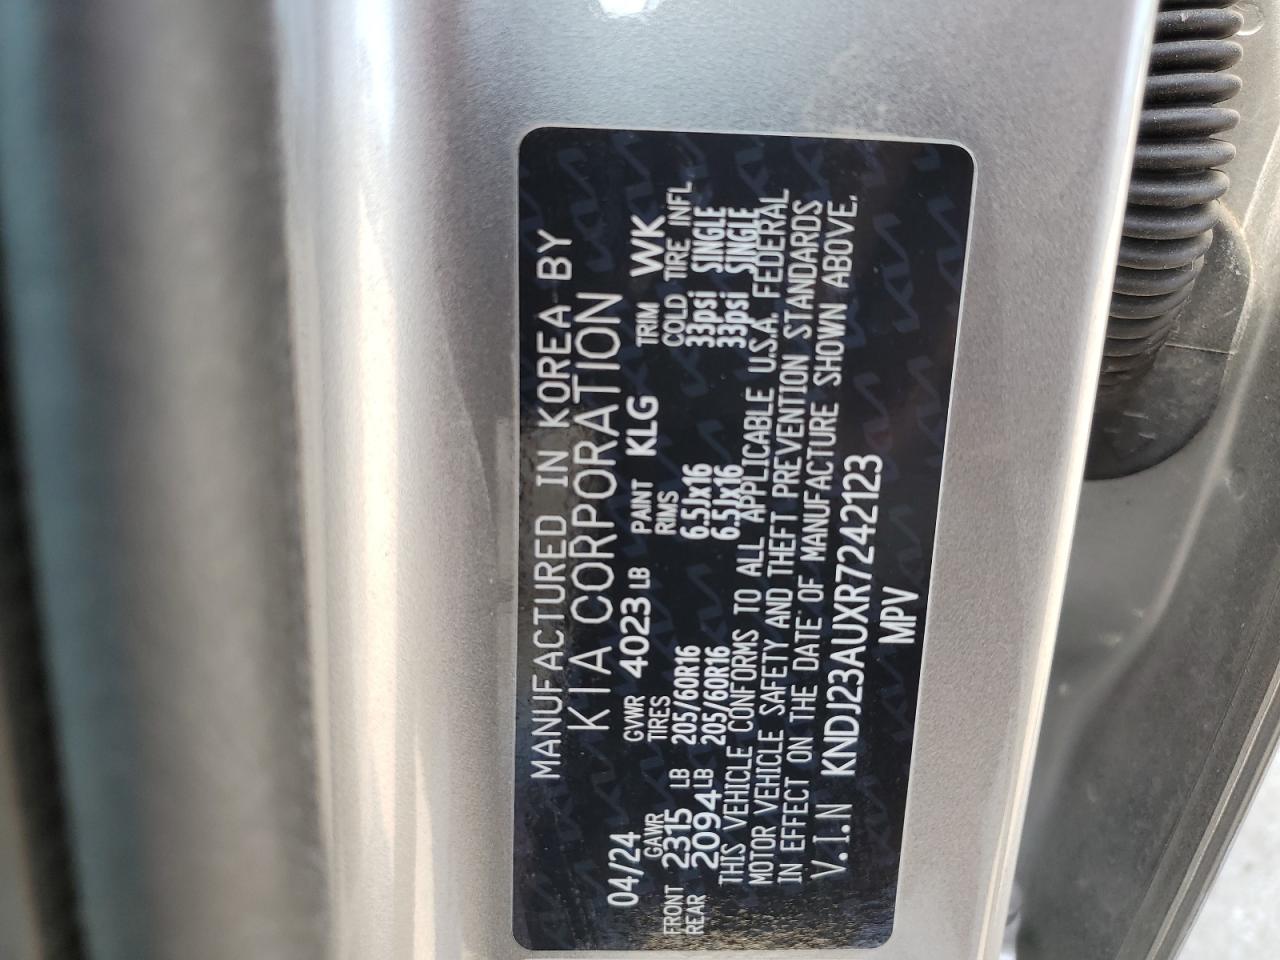 MANUFACTURED IN KOREA BY
KIA CORPORATION
04/24 GVWR 4023 LB PAINT KLG TRIM WK
GAWR TIRES RIMS COLD TIRE INFL
FRONT 2315 LB 205/60R16 6.5Jx16 33psi SINGLE
REAR 2094 LB 205/60R16 6.5Jx16 33psi SINGLE
THIS VEHICLE CONFORMS TO ALL APPLICABLE U.S.A. FEDERAL
MOTOR VEHICLE SAFETY AND THEFT PREVENTION STANDARDS
IN EFFECT ON THE DATE OF MANUFACTURE SHOWN ABOVE.
V.I.N KNDJ23AUXR7242123
MPV